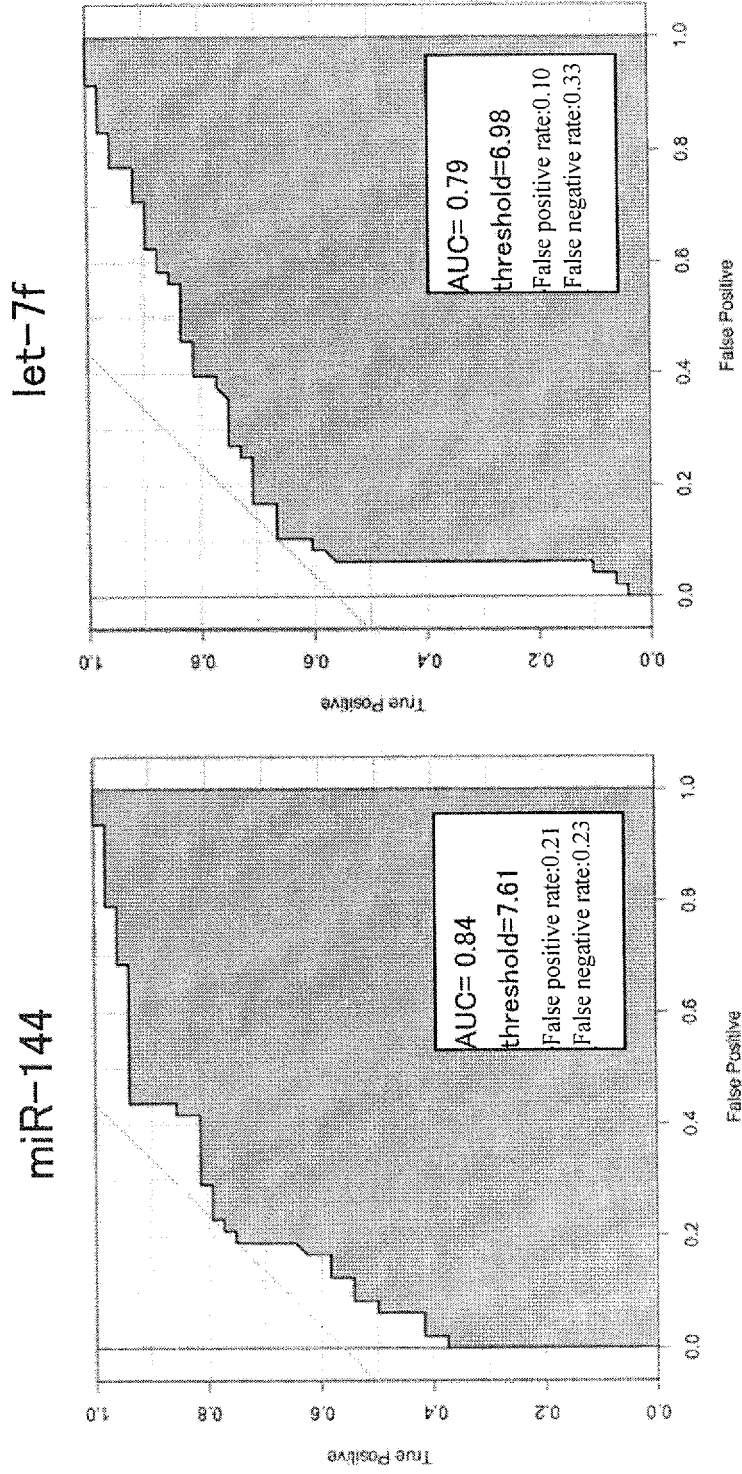 miR-144
True Positive
1.0
0.8
0.6
0.4
0.2
0.0
AUC= 0.84
threshold=7.61
False positive rate:0.21
False negative rate:0.23
0.0 0.2 0.4 0.6 0.8 1.0
False Positive
let-7f
True Positive
1.0
0.8
0.6
0.4
0.2
0.0
AUC= 0.79
threshold=6.98
False positive rate:0.10
False negative rate:0.33
0.0 0.2 0.4 0.6 0.8 1.0
False Positive